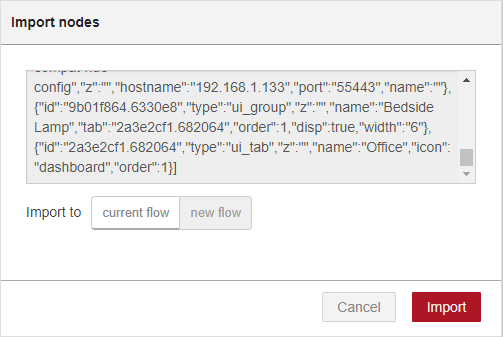 Import nodes
config","z":"","hostname":"192.168.1.133","port":"55443","name":""},
{"id":"9b01f864.6330e8","type":"ui_group","z":"","name":"Bedside
Lamp","tab":"2a3e2cf1.682064","order":1,"disp":true,"width":"6"},
{"id":"2a3e2cf1.682064","type":"ui_tab","z":"","name":"Office","icon":
"dashboard","order":1}]
Import to
current flow
new flow
Cancel
Import